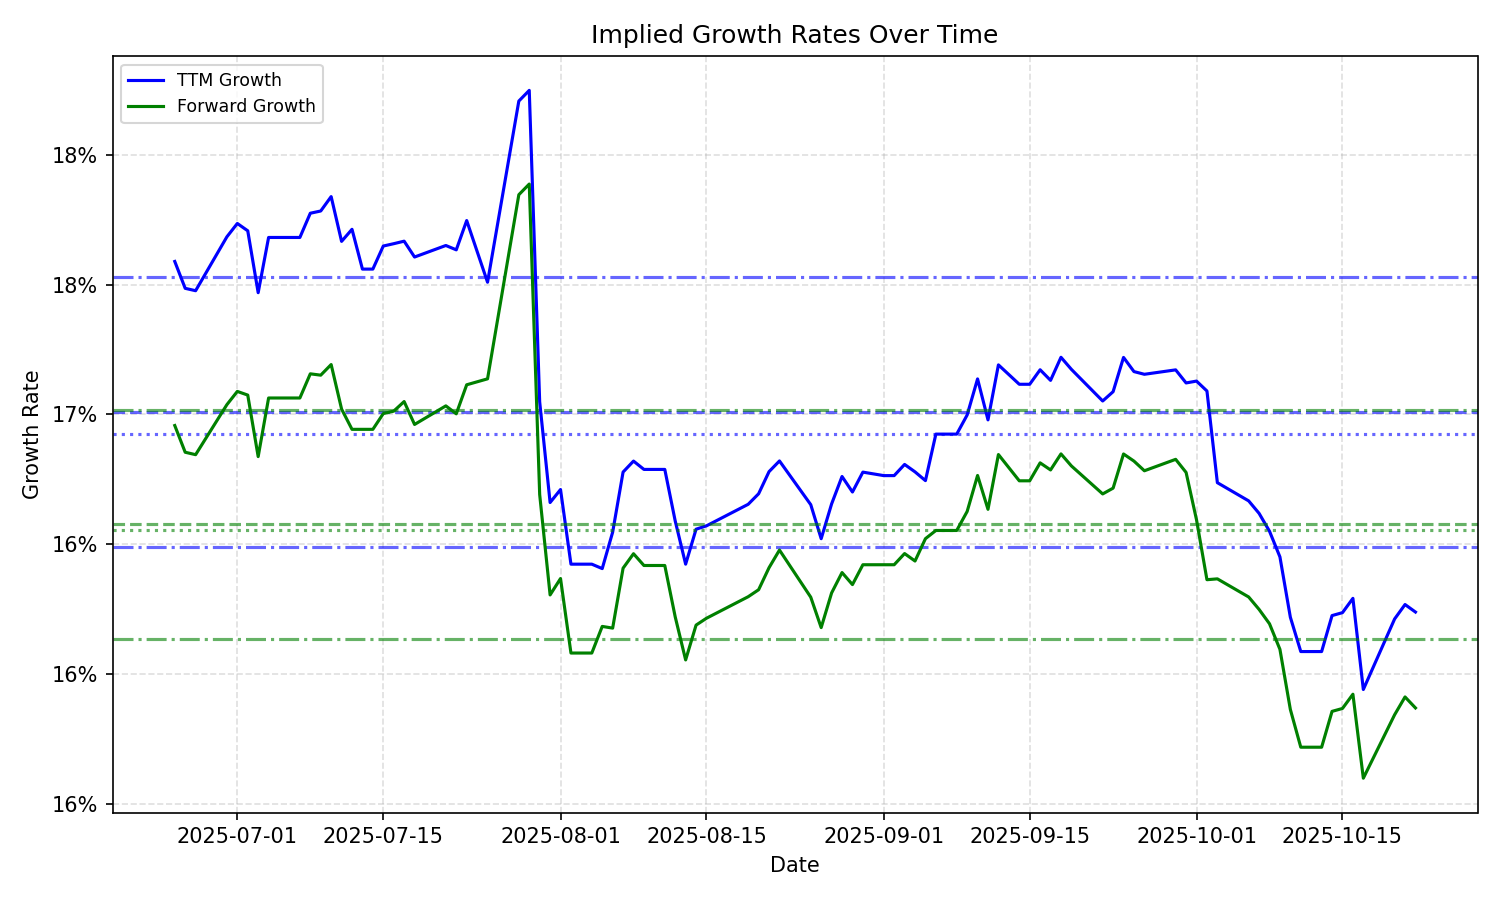 Implied Growth Rates Over Time
TTM Growth
Forward Growth
18%
18%
17%
16%
16%
16%
Growth Rate
2025-07-01 2025-07-15 2025-08-01 2025-08-15 2025-09-01 2025-09-15 2025-10-01 2025-10-15
Date